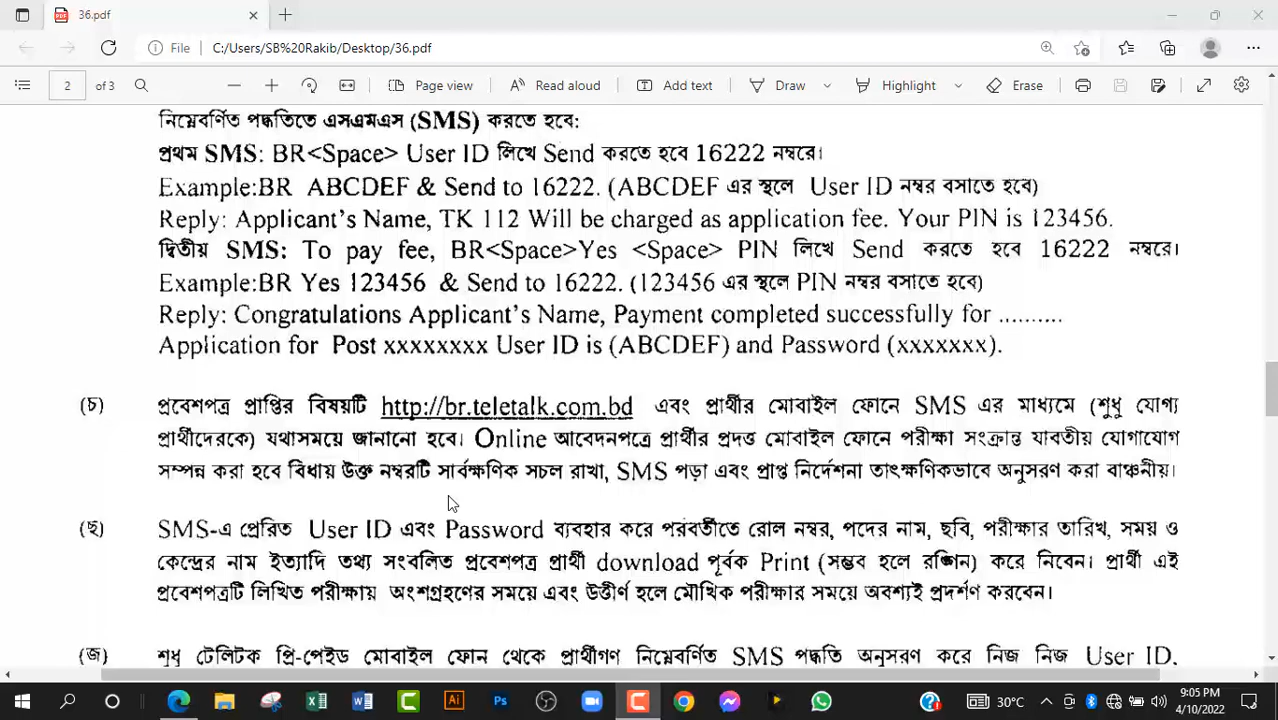 36.pdf
File
C:/Users/SB%20Rakib/Desktop/36.pdf
2 of 3
Page view
Read aloud
Add text
Draw
Highlight
Erase
নিম্নেবর্ণিত পদ্ধতিতে এসএমএস (SMS) করতে হবে:
প্রথম SMS: BR<Space> User ID লিখে Send করতে হবে 16222 নম্বরে।
Example:BR ABCDEF & Send to 16222. (ABCDEF এর স্থলে User ID নম্বর বসাতে হবে)
Reply: Applicant's Name, TK 112 Will be charged as application fee. Your PIN is 123456.
দ্বিতীয় SMS: To pay fee, BR<Space>Yes <Space> PIN লিখে Send করতে হবে 16222 নম্বরে।
Example:BR Yes 123456 & Send to 16222. (123456 এর স্থলে PIN নম্বর বসাতে হবে)
Reply: Congratulations Applicant's Name, Payment completed successfully for ..........
Application for Post xxxxxxxx User ID is (ABCDEF) and Password (xxxxxxx).
(চ) প্রবেশপত্র প্রাপ্তির বিষয়টি http://br.teletalk.com.bd এবং প্রার্থীর মোবাইল ফোনে SMS এর মাধ্যমে (শুধু যোগ্য
প্রার্থীদেরকে) যথাসময়ে জানানো হবে। Online আবেদনপত্রে প্রার্থীর প্রদত্ত মোবাইল ফোনে পরীক্ষা সংক্রান্ত যাবতীয় যোগাযোগ
সম্পন্ন করা হবে বিধায় উক্ত নম্বরটি সার্বক্ষণিক সচল রাখা, SMS পড়া এবং প্রাপ্ত নির্দেশনা তাৎক্ষণিকভাবে অনুসরণ করা বাঞ্চনীয়।
(ছ) SMS-এ প্রেরিত User ID এবং Password ব্যবহার করে পরবর্তীতে রোল নম্বর, পদের নাম, ছবি, পরীক্ষার তারিখ, সময় ও
কেন্দ্রের নাম ইত্যাদি তথ্য সংবলিত প্রবেশপত্র প্রার্থী download পূর্বক Print (সম্ভব হলে রঙ্গিন) করে নিবেন। প্রার্থী এই
প্রবেশপত্রটি লিখিত পরীক্ষায় অংশগ্রহণের সময়ে এবং উত্তীর্ণ হলে মৌখিক পরীক্ষার সময়ে অবশ্যই প্রদর্শণ করবেন।
(জ) শুধু টেলিটক প্রি-পেইড মোবাইল ফোন থেকে প্রার্থীগণ নিম্নেবর্ণিত SMS পদ্ধতি অনুসরণ করে নিজ নিজ User ID,
30°C
9:05 PM
4/10/2022